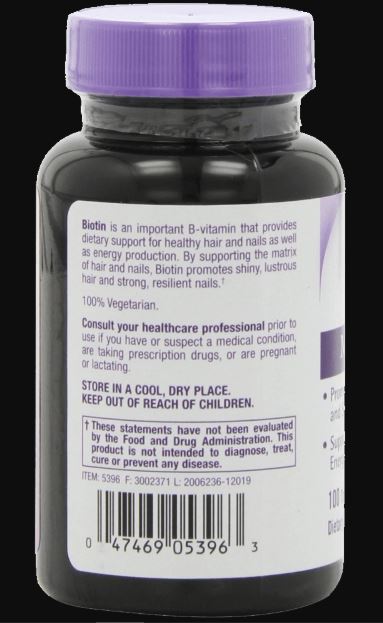 Biotin is an important B-vitamin that provides
dietary support for healthy hair and nails as well
as energy production. By supporting the matrix
of hair and nails, Biotin promotes shiny, lustrous
hair and strong, resilient nails.†
100% Vegetarian.
Consult your healthcare professional prior to
use if you have or suspect a medical condition,
are taking prescription drugs, or are pregnant
or lactating.
STORE IN A COOL, DRY PLACE.
KEEP OUT OF REACH OF CHILDREN.
† These statements have not been evaluated
by the Food and Drug Administration. This
product is not intended to diagnose, treat,
cure or prevent any disease.
ITEM: 5396 F: 3002371 L: 2006236-12019
0 47469 05396 3
and
100